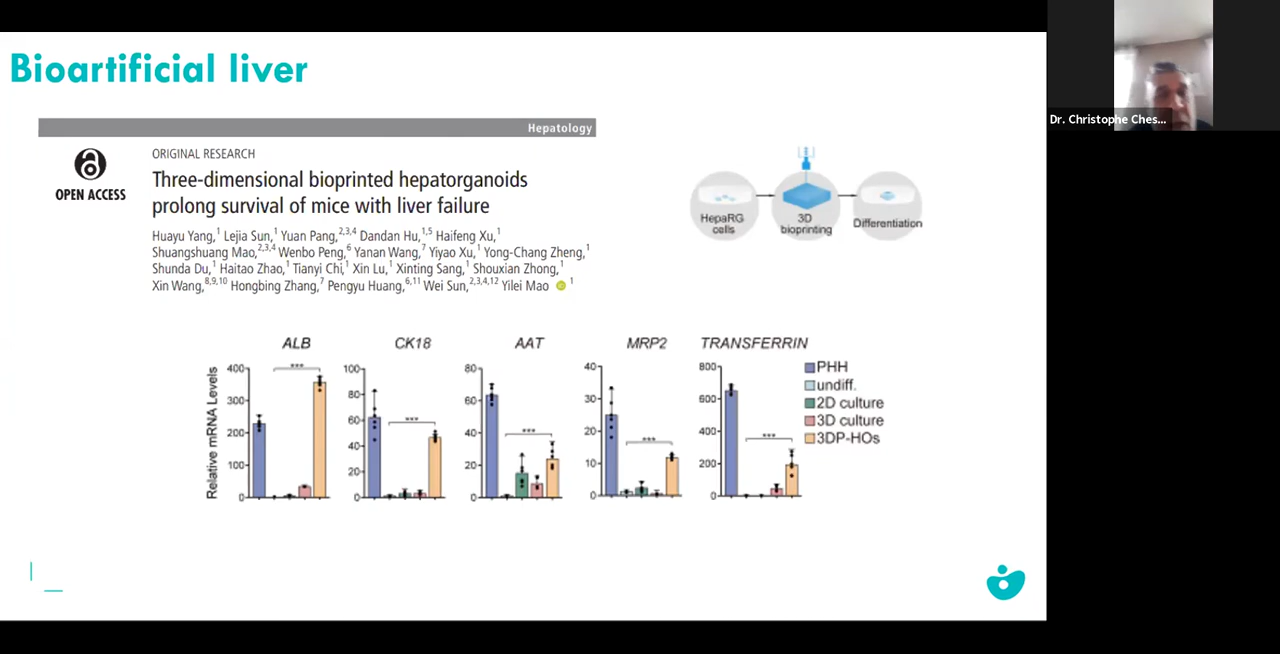 Bioartificial liver
Hepatology
OPEN ACCESS
ORIGINAL RESEARCH
Three-dimensional bioprinted hepatorganoids
prolong survival of mice with liver failure
Huayu Yang,1 Lejia Sun,1 Yuan Pang,2,3,4 Dandan Hu,1,5 Haifeng Xu,1
Shuangshuang Mao,2,3,4 Wenbo Peng,6 Yanan Wang,7 Yiyao Xu,1 Yong-Chang Zheng,1
Shunda Du,1 Haitao Zhao,1 Tianyi Chi,1 Xin Lu,1 Xinting Sang,1 Shouxian Zhong,1
Xin Wang,8,9,10 Hongbing Zhang,7 Pengyu Huang,6,11 Wei Sun,2,3,4,12 Yilei Mao iD 1
HepaRG
cells
3D
bioprinting
Differentiation
Dr. Christophe Ches...
Relative mRNA Levels
ALB
400
300
200
100
0
***
CK18
100
80
60
40
20
0
***
AAT
80
60
40
20
0
***
MRP2
40
30
20
10
0
***
TRANSFERRIN
800
600
400
200
0
***
PHH
undiff.
2D culture
3D culture
3DP-HOs